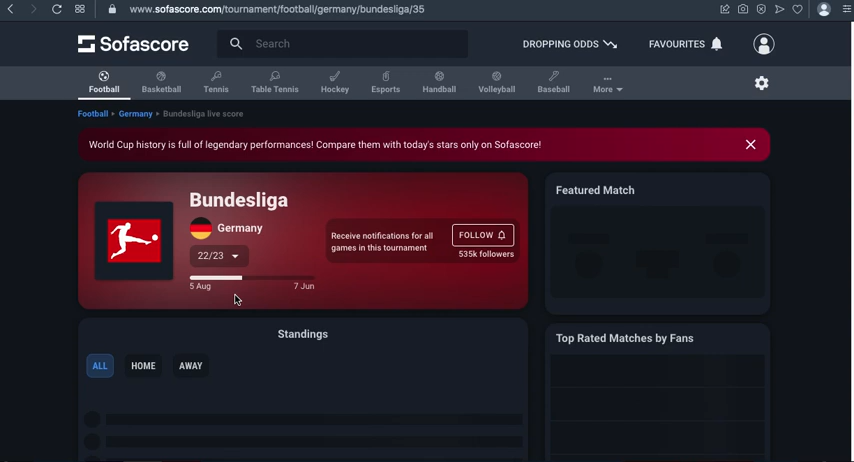 www.sofascore.com/tournament/football/germany/bundesliga/35
Sofascore
Search
DROPPING ODDS
FAVOURITES
Football
Basketball
Tennis
Table Tennis
Hockey
Esports
Handball
Volleyball
Baseball
More
Football
Germany
Bundesliga live score
World Cup history is full of legendary performances! Compare them with today's stars only on Sofascore!
Bundesliga
Germany
22/23
5 Aug
7 Jun
Receive notifications for all
games in this tournament
FOLLOW
535k followers
Featured Match
Standings
ALL
HOME
AWAY
Top Rated Matches by Fans